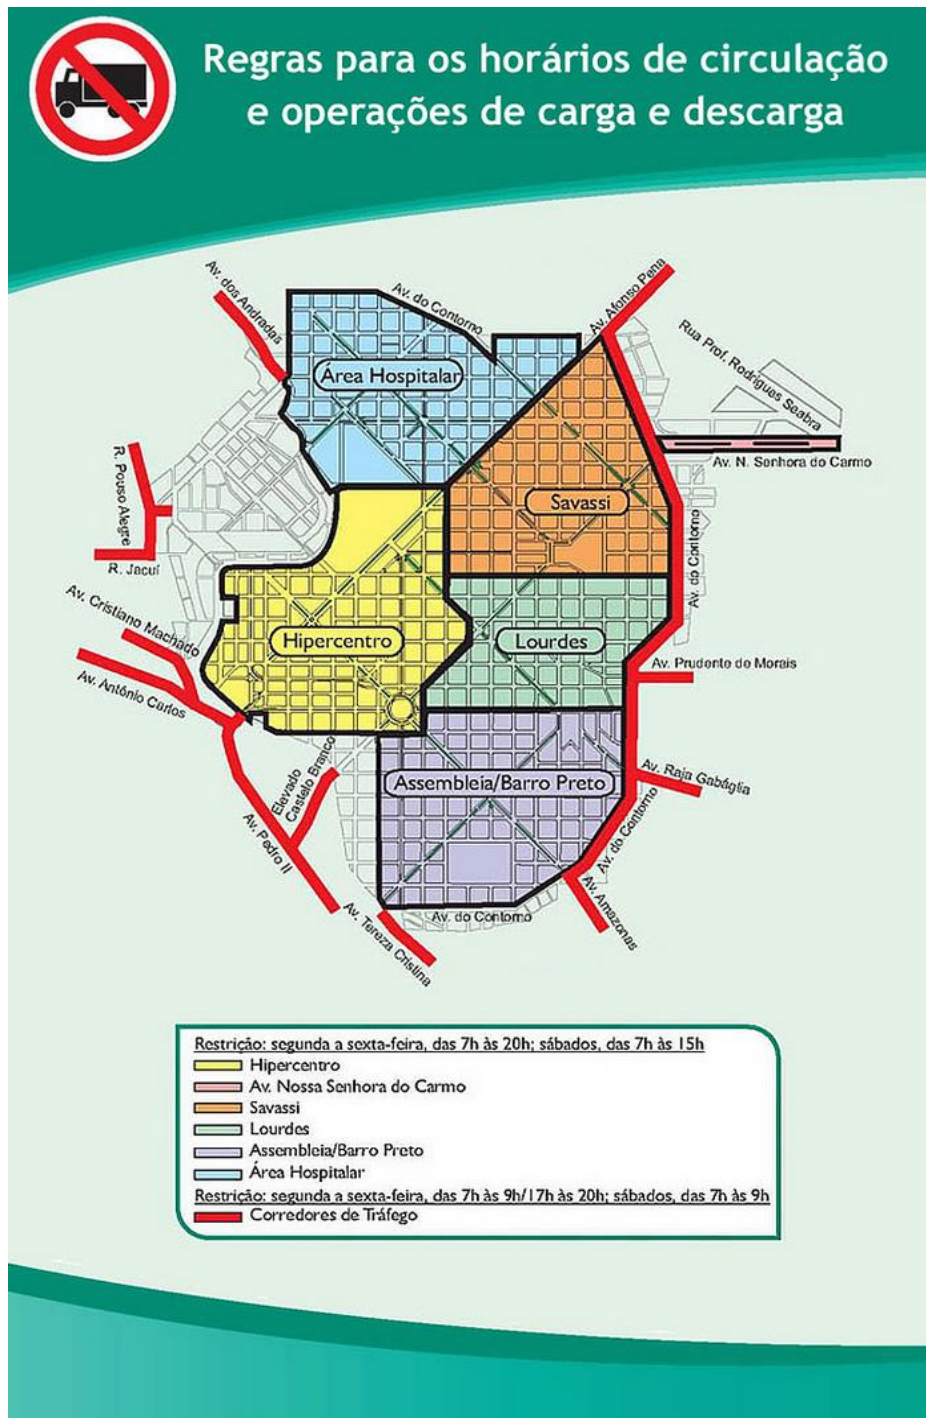 Regras para os horários de circulação
e operações de carga e descarga
Av. dos Andradas
Av. do Contorno
Av. Afonso Pena
Rua Prof. Rodrigues Seabra
Área Hospitalar
R. Pouso Alegre
Av. N. Senhora do Carmo
Savassi
R. Jacuí
Av. do Contorno
Av. Cristiano Machado
Hipercentro
Lourdes
Av. Prudente de Morais
Av. Antônio Carlos
Elevado
Castelo Branco
Assembleia/Barro Preto
Av. Raja Gabáglia
Av. Pedro II
Av. do Contorno
Av. Tereza Cristina
Av. do Contorno
Av. Amazonas
Restrição: segunda a sexta-feira, das 7h às 20h; sábados, das 7h às 15h
Hipercentro
Av. Nossa Senhora do Carmo
Savassi
Lourdes
Assembleia/Barro Preto
Área Hospitalar
Restrição: segunda a sexta-feira, das 7h às 9h/17h às 20h; sábados, das 7h às 9h
Corredores de Tráfego